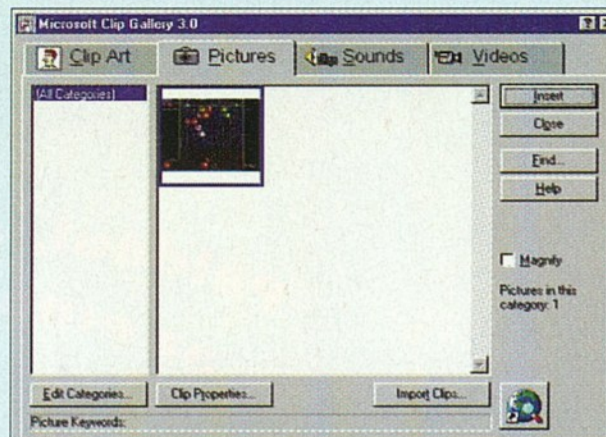 Microsoft Clip Gallery 3.0
Clip Art
Pictures
Sounds
Videos
(All Categories)
Insert
Close
Find...
Help
Magnify
Pictures in this
category: 1
Edit Categories...
Clip Properties...
Import Clips...
Picture Keywords: